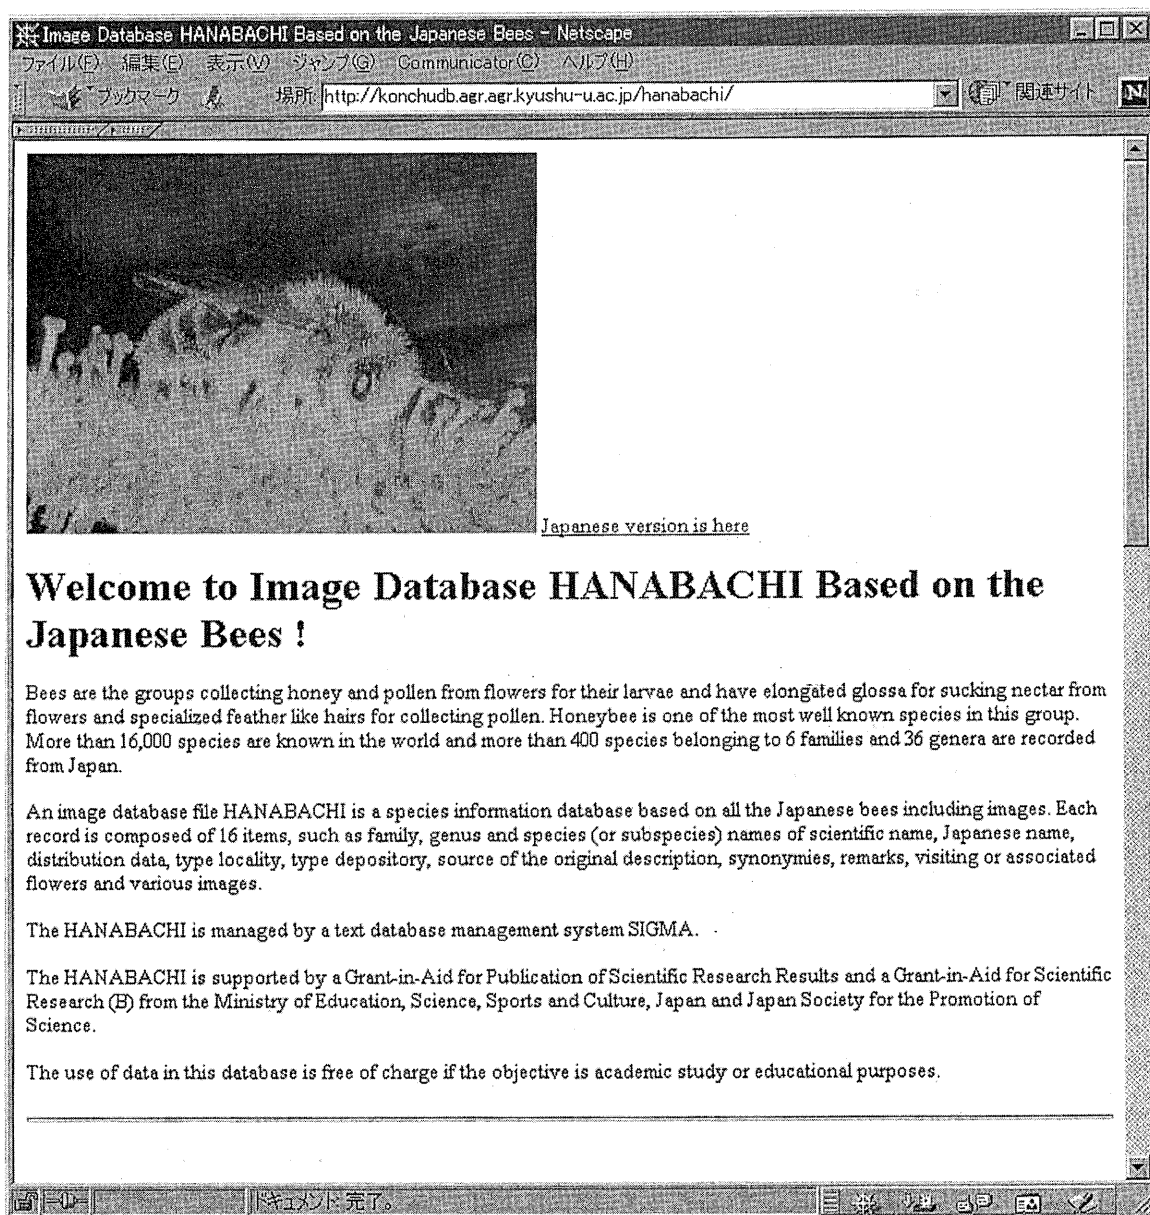 Image Database HANABACHI Based on the Japanese Bees - Netscape
ファイル(F) 編集(E) 表示(V) ジャンプ(G) Communicator(C) ヘルプ(H)
ブックマーク 場所: http://konchudb.agr.agr.kyushu-u.ac.jp/hanabachi/ 関連サイト N
Japanese version is here
Welcome to Image Database HANABACHI Based on the
Japanese Bees !
Bees are the groups collecting honey and pollen from flowers for their larvae and have elongated glossa for sucking nectar from
flowers and specialized feather like hairs for collecting pollen. Honeybee is one of the most well known species in this group.
More than 16,000 species are known in the world and more than 400 species belonging to 6 families and 36 genera are recorded
from Japan.
An image database file HANABACHI is a species information database based on all the Japanese bees including images. Each
record is composed of 16 items, such as family, genus and species (or subspecies) names of scientific name, Japanese name,
distribution data, type locality, type depository, source of the original description, synonymies, remarks, visiting or associated
flowers and various images.
The HANABACHI is managed by a text database management system SIGMA.
The HANABACHI is supported by a Grant-in-Aid for Publication of Scientific Research Results and a Grant-in-Aid for Scientific
Research (B) from the Ministry of Education, Science, Sports and Culture, Japan and Japan Society for the Promotion of
Science.
The use of data in this database is free of charge if the objective is academic study or educational purposes.
ドキュメント: 完了。